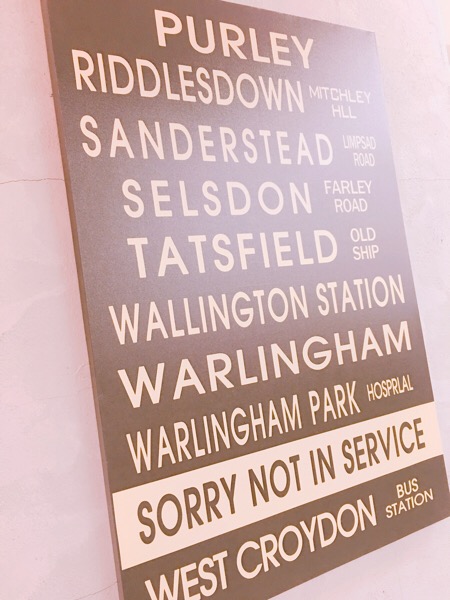 PURLEY
RIDDLESDOWN MITCHLEY HLL
SANDERSTEAD LIMPSAD ROAD
SELSDON FARLEY ROAD
TATSFIELD OLD SHIP
WALLINGTON STATION
WARLINGHAM
WARLINGHAM PARK HOSPRLAL
SORRY NOT IN SERVICE
WEST CROYDON BUS STATION